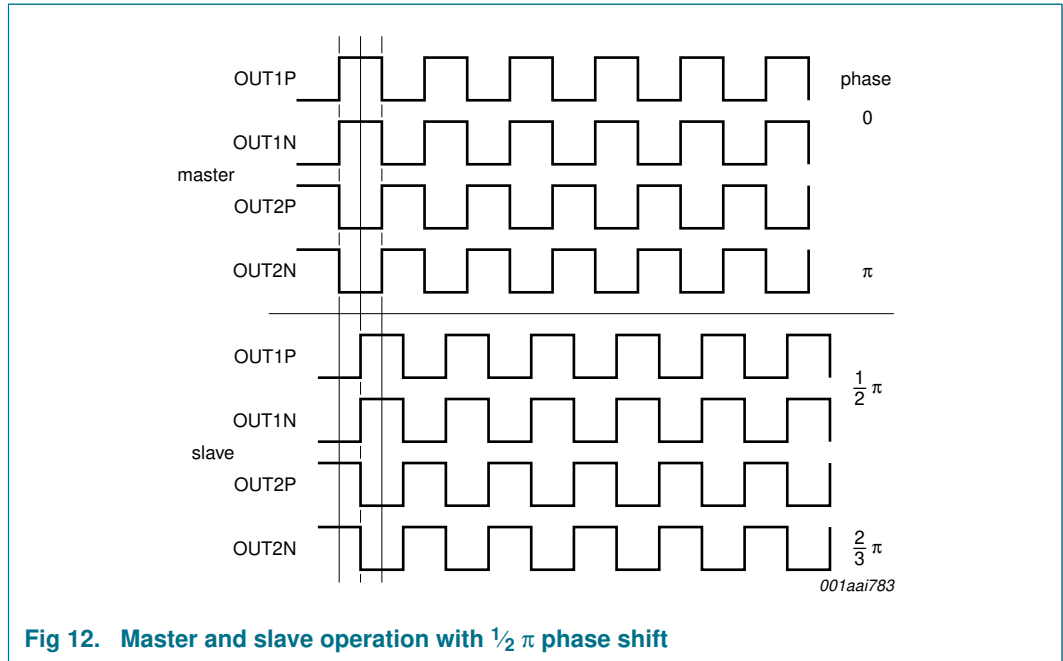 OUT1P
phase
0
OUT1N
master
OUT2P
OUT2N
π
OUT1P
1/2 π
OUT1N
slave
OUT2P
OUT2N
2/3 π
001aai783
Fig 12. Master and slave operation with ½ π phase shift